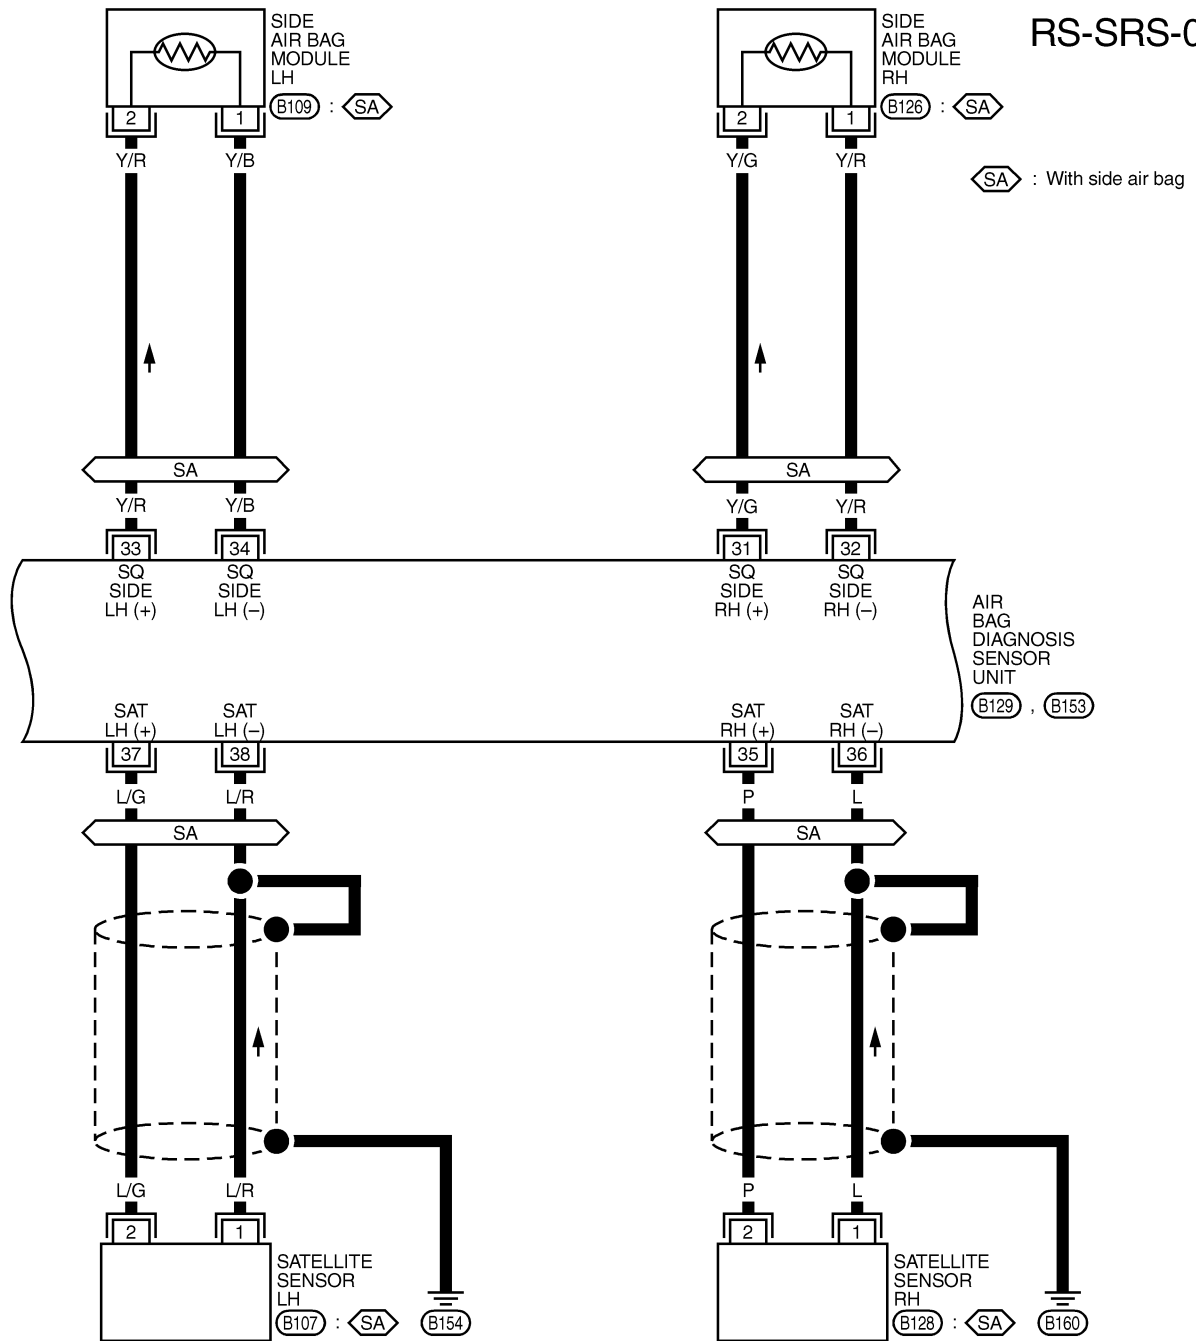 RS-SRS-0
SIDE
AIR BAG
MODULE
LH
B109 : SA
2 1
Y/R Y/B
SIDE
AIR BAG
MODULE
RH
B126 : SA
2 1
Y/G Y/R
SA : With side air bag
SA SA
Y/R Y/B Y/G Y/R
33 34 31 32
SQ SIDE LH (+)
SQ SIDE LH (–)
SQ SIDE RH (+)
SQ SIDE RH (–)
AIR
BAG
DIAGNOSIS
SENSOR
UNIT
B129 , B153
SAT LH (+)
SAT LH (–)
SAT RH (+)
SAT RH (–)
37 38 35 36
L/G L/R P L
SA SA
L/G L/R P L
2 1 2 1
SATELLITE
SENSOR
LH
B107 : SA B154
SATELLITE
SENSOR
RH
B128 : SA B160